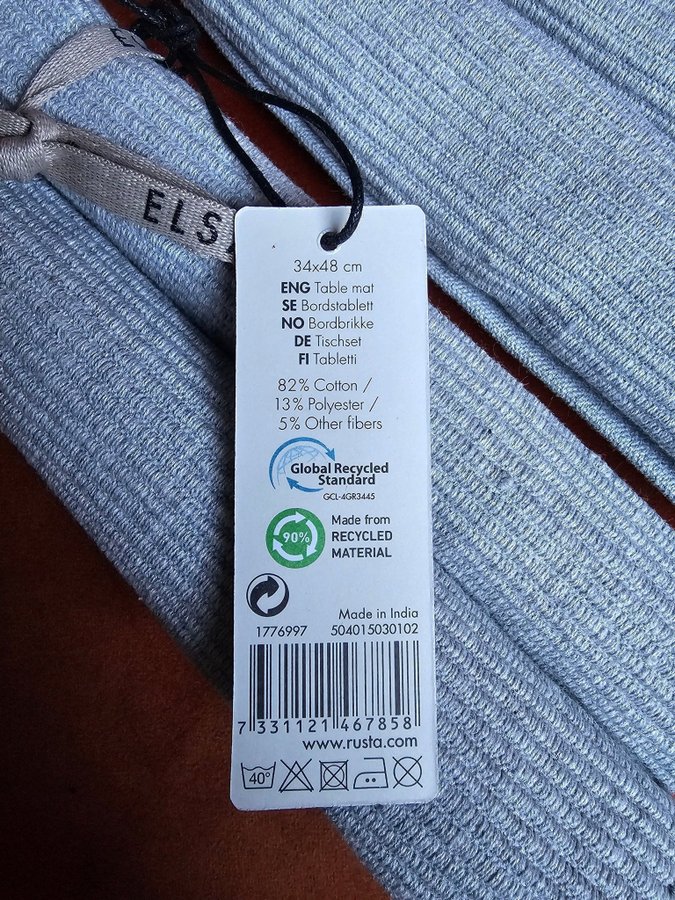 ELS
34x48 cm
ENG Table mat
SE Bordstablett
NO Bordbrikke
DE Tischset
FI Tabletti
82% Cotton /
13% Polyester /
5% Other fibers
Global Recycled
Standard
GCL-4GR3445
90%
Made from
RECYCLED
MATERIAL
Made in India
1776997 504015030102
7 331121 467858
www.rusta.com
40°